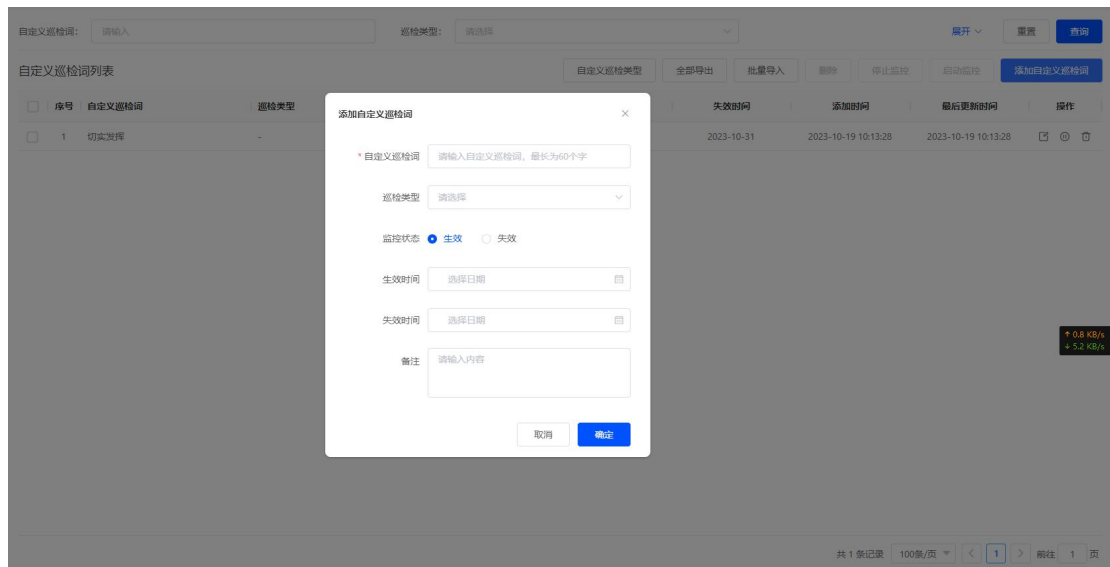 自定义巡检词: 请输入 巡检类型: 请选择 展开 重置 查询
自定义巡检词列表 自定义巡检类型 全部导出 批量导入 删除 停止监控 启动监控 添加自定义巡检词
序号 自定义巡检词 巡检类型 失效时间 添加时间 最后更新时间 操作
1 切实发挥 - 2023-10-31 2023-10-19 10:13:28 2023-10-19 10:13:28
添加自定义巡检词
* 自定义巡检词 请输入自定义巡检词，最长为60个字
巡检类型 请选择
监控状态 生效 失效
生效时间 选择日期
失效时间 选择日期
↑ 0.8 KB/s
↓ 5.2 KB/s
备注 请输入内容
取消 确定
共 1 条记录 100条/页 1 前往 1 页